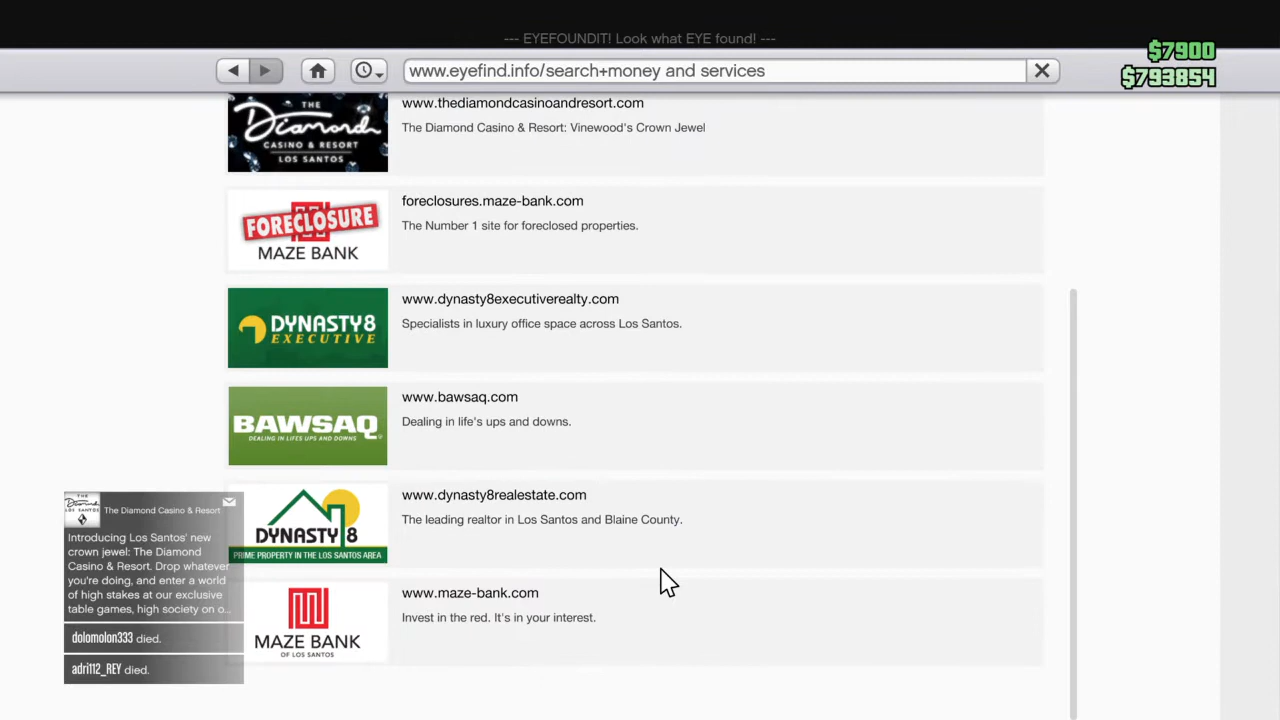 --- EYEFOUNDIT! Look what EYE found! ---
$7900
www.eyefind.info/search+money and services
$793854
THE
Diamond
CASINO & RESORT
LOS SANTOS
www.thediamondcasinoandresort.com
The Diamond Casino & Resort: Vinewood's Crown Jewel
FORECLOSURE
MAZE BANK
foreclosures.maze-bank.com
The Number 1 site for foreclosed properties.
DYNASTY8
EXECUTIVE
www.dynasty8executiverealty.com
Specialists in luxury office space across Los Santos.
BAWSAQ
DEALING IN LIFES UPS AND DOWNS
www.bawsaq.com
Dealing in life's ups and downs.
DYNASTY 8
PRIME PROPERTY IN THE LOS SANTOS AREA
www.dynasty8realestate.com
The leading realtor in Los Santos and Blaine County.
MAZE BANK
OF LOS SANTOS
www.maze-bank.com
Invest in the red. It's in your interest.
THE
Diamond
LOS SANTOS
The Diamond Casino & Resort
Introducing Los Santos' new
crown jewel: The Diamond
Casino & Resort. Drop whatever
you're doing, and enter a world
of high stakes at our exclusive
table games, high society on o...
dolomolon333 died.
adri112_REY died.